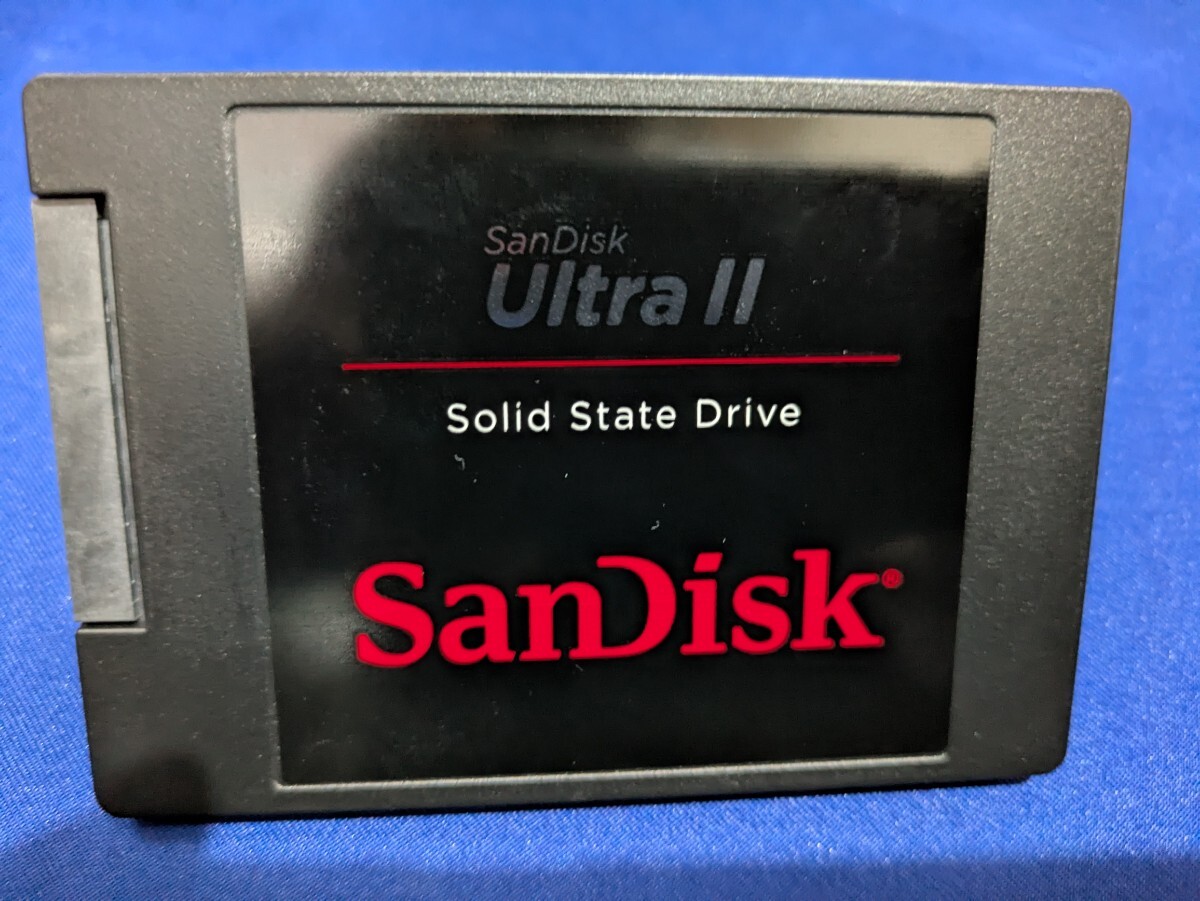 SanDisk
Ultra II
Solid State Drive
SanDisk®